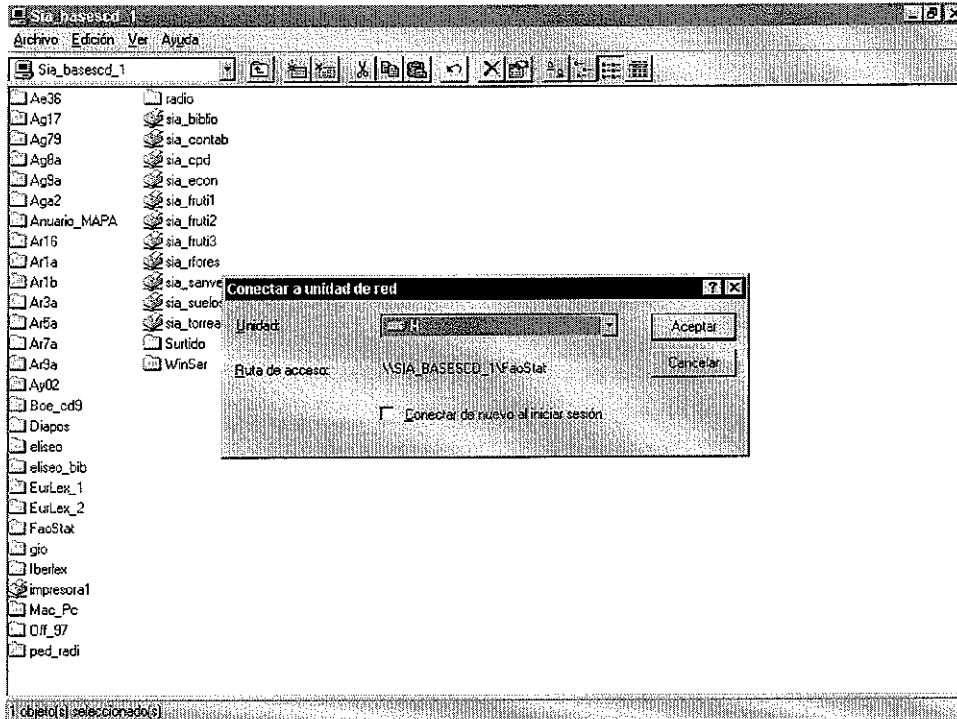 Sia_basescd_1
Archivo Edición Ver Ayuda
Sia_basescd_1
Ae36
Ag17
Ag79
Ag8a
Ag9a
Aga2
Anuario_MAPA
Ar16
Ar1a
Ar1b
Ar3a
Ar5a
Ar7a
Ar9a
Ay02
Boe_cd9
Diapos
eliseo
eliseo_bib
EurLex_1
EurLex_2
FaoStat
gio
Iberlex
impresora1
Mac_Pc
Off_97
ped_radi
radio
sia_biblio
sia_contab
sia_cpd
sia_econ
sia_fruti1
sia_fruti2
sia_fruti3
sia_rfores
sia_sanve
sia_suelos
sia_torrea
Surtido
WinSer
Conectar a unidad de red
Unidad: H
Aceptar
Ruta de acceso: \\SIA_BASESCD_1\FaoStat
Cancelar
Conectar de nuevo al iniciar sesión
1 objeto(s) seleccionado(s)